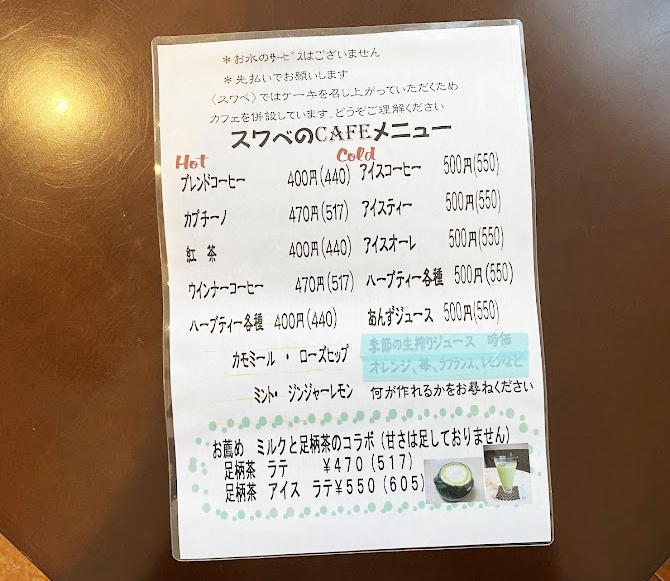 ＊お水のｻｰﾋﾞｽはございません
＊先払いでお願いします
〈スワベ〉ではケーキを召し上がっていただくため
カフェを併設しています。どうぞご理解ください
スワベのCAFEメニュー
Hot Cold
ブレンドコーヒー 400円(440) アイスコーヒー 500円(550)
カプチーノ 470円(517) アイスティー 500円(550)
紅 茶 400円(440) アイスオーレ 500円(550)
ウインナーコーヒー 470円(517) ハーブティー各種 500円(550)
ハーブティー各種 400円(440) あんずジュース 500円(550)
カモミール ・ ローズヒップ 季節の生搾りジュース 時価
オレンジ、苺、ﾗﾌﾗﾗﾝｽ、ﾚﾓﾝなど
ミント・ ジンジャーレモン 何が作れるかをお尋ねください
お薦め ミルクと足柄茶のコラボ(甘さは足しておりません)
足柄茶 ラテ ￥470(517)
足柄茶 アイス ラテ￥550(605)